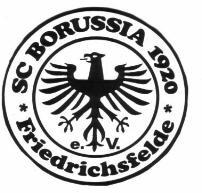 SC BORUSSIA 1920
* Friedrichsfelde *
e. V.